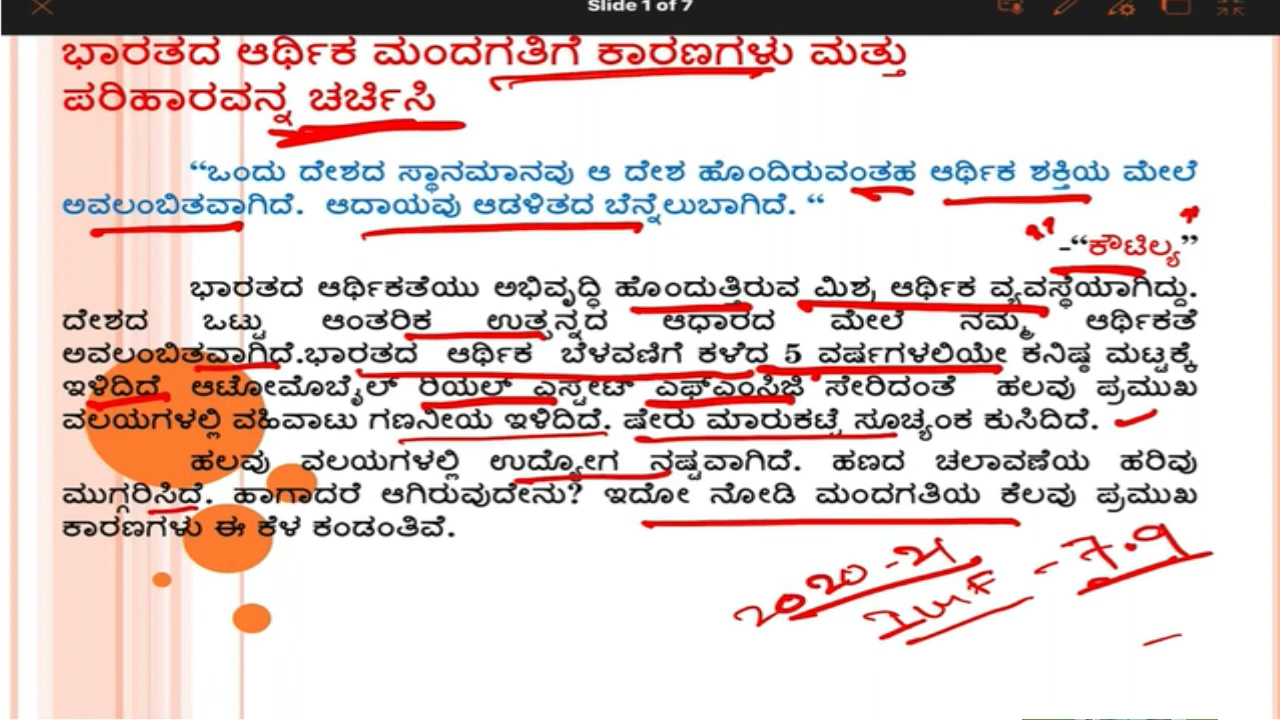 Slide 1 of 7
ಭಾರತದ ಆರ್ಥಿಕ ಮಂದಗತಿಗೆ ಕಾರಣಗಳು ಮತ್ತು
ಪರಿಹಾರವನ್ನ ಚರ್ಚಿಸಿ
“ಒಂದು ದೇಶದ ಸ್ಥಾನಮಾನವು ಆ ದೇಶ ಹೊಂದಿರುವಂತಹ ಆರ್ಥಿಕ ಶಕ್ತಿಯ ಮೇಲೆ
ಅವಲಂಬಿತವಾಗಿದೆ. ಆದಾಯವು ಆಡಳಿತದ ಬೆನ್ನೆಲುಬಾಗಿದೆ. “
-“ಕೌಟಿಲ್ಯ”
ಭಾರತದ ಆರ್ಥಿಕತೆಯು ಅಭಿವೃದ್ಧಿ ಹೊಂದುತ್ತಿರುವ ಮಿಶ್ರ ಆರ್ಥಿಕ ವ್ಯವಸ್ಥೆಯಾಗಿದ್ದು.
ದೇಶದ ಒಟ್ಟು ಆಂತರಿಕ ಉತ್ಪನ್ನದ ಆಧಾರದ ಮೇಲೆ ನಮ್ಮ ಆರ್ಥಿಕತೆ
ಅವಲಂಬಿತವಾಗಿದೆ.ಭಾರತದ ಆರ್ಥಿಕ ಬೆಳವಣಿಗೆ ಕಳೆದ 5 ವರ್ಷಗಳಲಿಯೇ ಕನಿಷ್ಠ ಮಟ್ಟಕ್ಕೆ
ಇಳಿದಿದೆ ಆಟೋಮೊಬೈಲ್ ರಿಯಲ್ ಎಸ್ಟೇಟ್ ಎಫ್ಎಂಸಿಜಿ ಸೇರಿದಂತೆ ಹಲವು ಪ್ರಮುಖ
ವಲಯಗಳಲ್ಲಿ ವಹಿವಾಟು ಗಣನೀಯ ಇಳಿದಿದೆ. ಷೇರು ಮಾರುಕಟ್ಟೆ ಸೂಚ್ಯಂಕ ಕುಸಿದಿದೆ.
ಹಲವು ವಲಯಗಳಲ್ಲಿ ಉದ್ಯೋಗ ನಷ್ಟವಾಗಿದೆ. ಹಣದ ಚಲಾವಣೆಯ ಹರಿವು
ಮುಗ್ಗರಿಸಿದೆ. ಹಾಗಾದರೆ ಆಗಿರುವುದೇನು? ಇದೋ ನೋಡಿ ಮಂದಗತಿಯ ಕೆಲವು ಪ್ರಮುಖ
ಕಾರಣಗಳು ಈ ಕೆಳ ಕಂಡಂತಿವೆ.
2020-21
IMF - 7.9